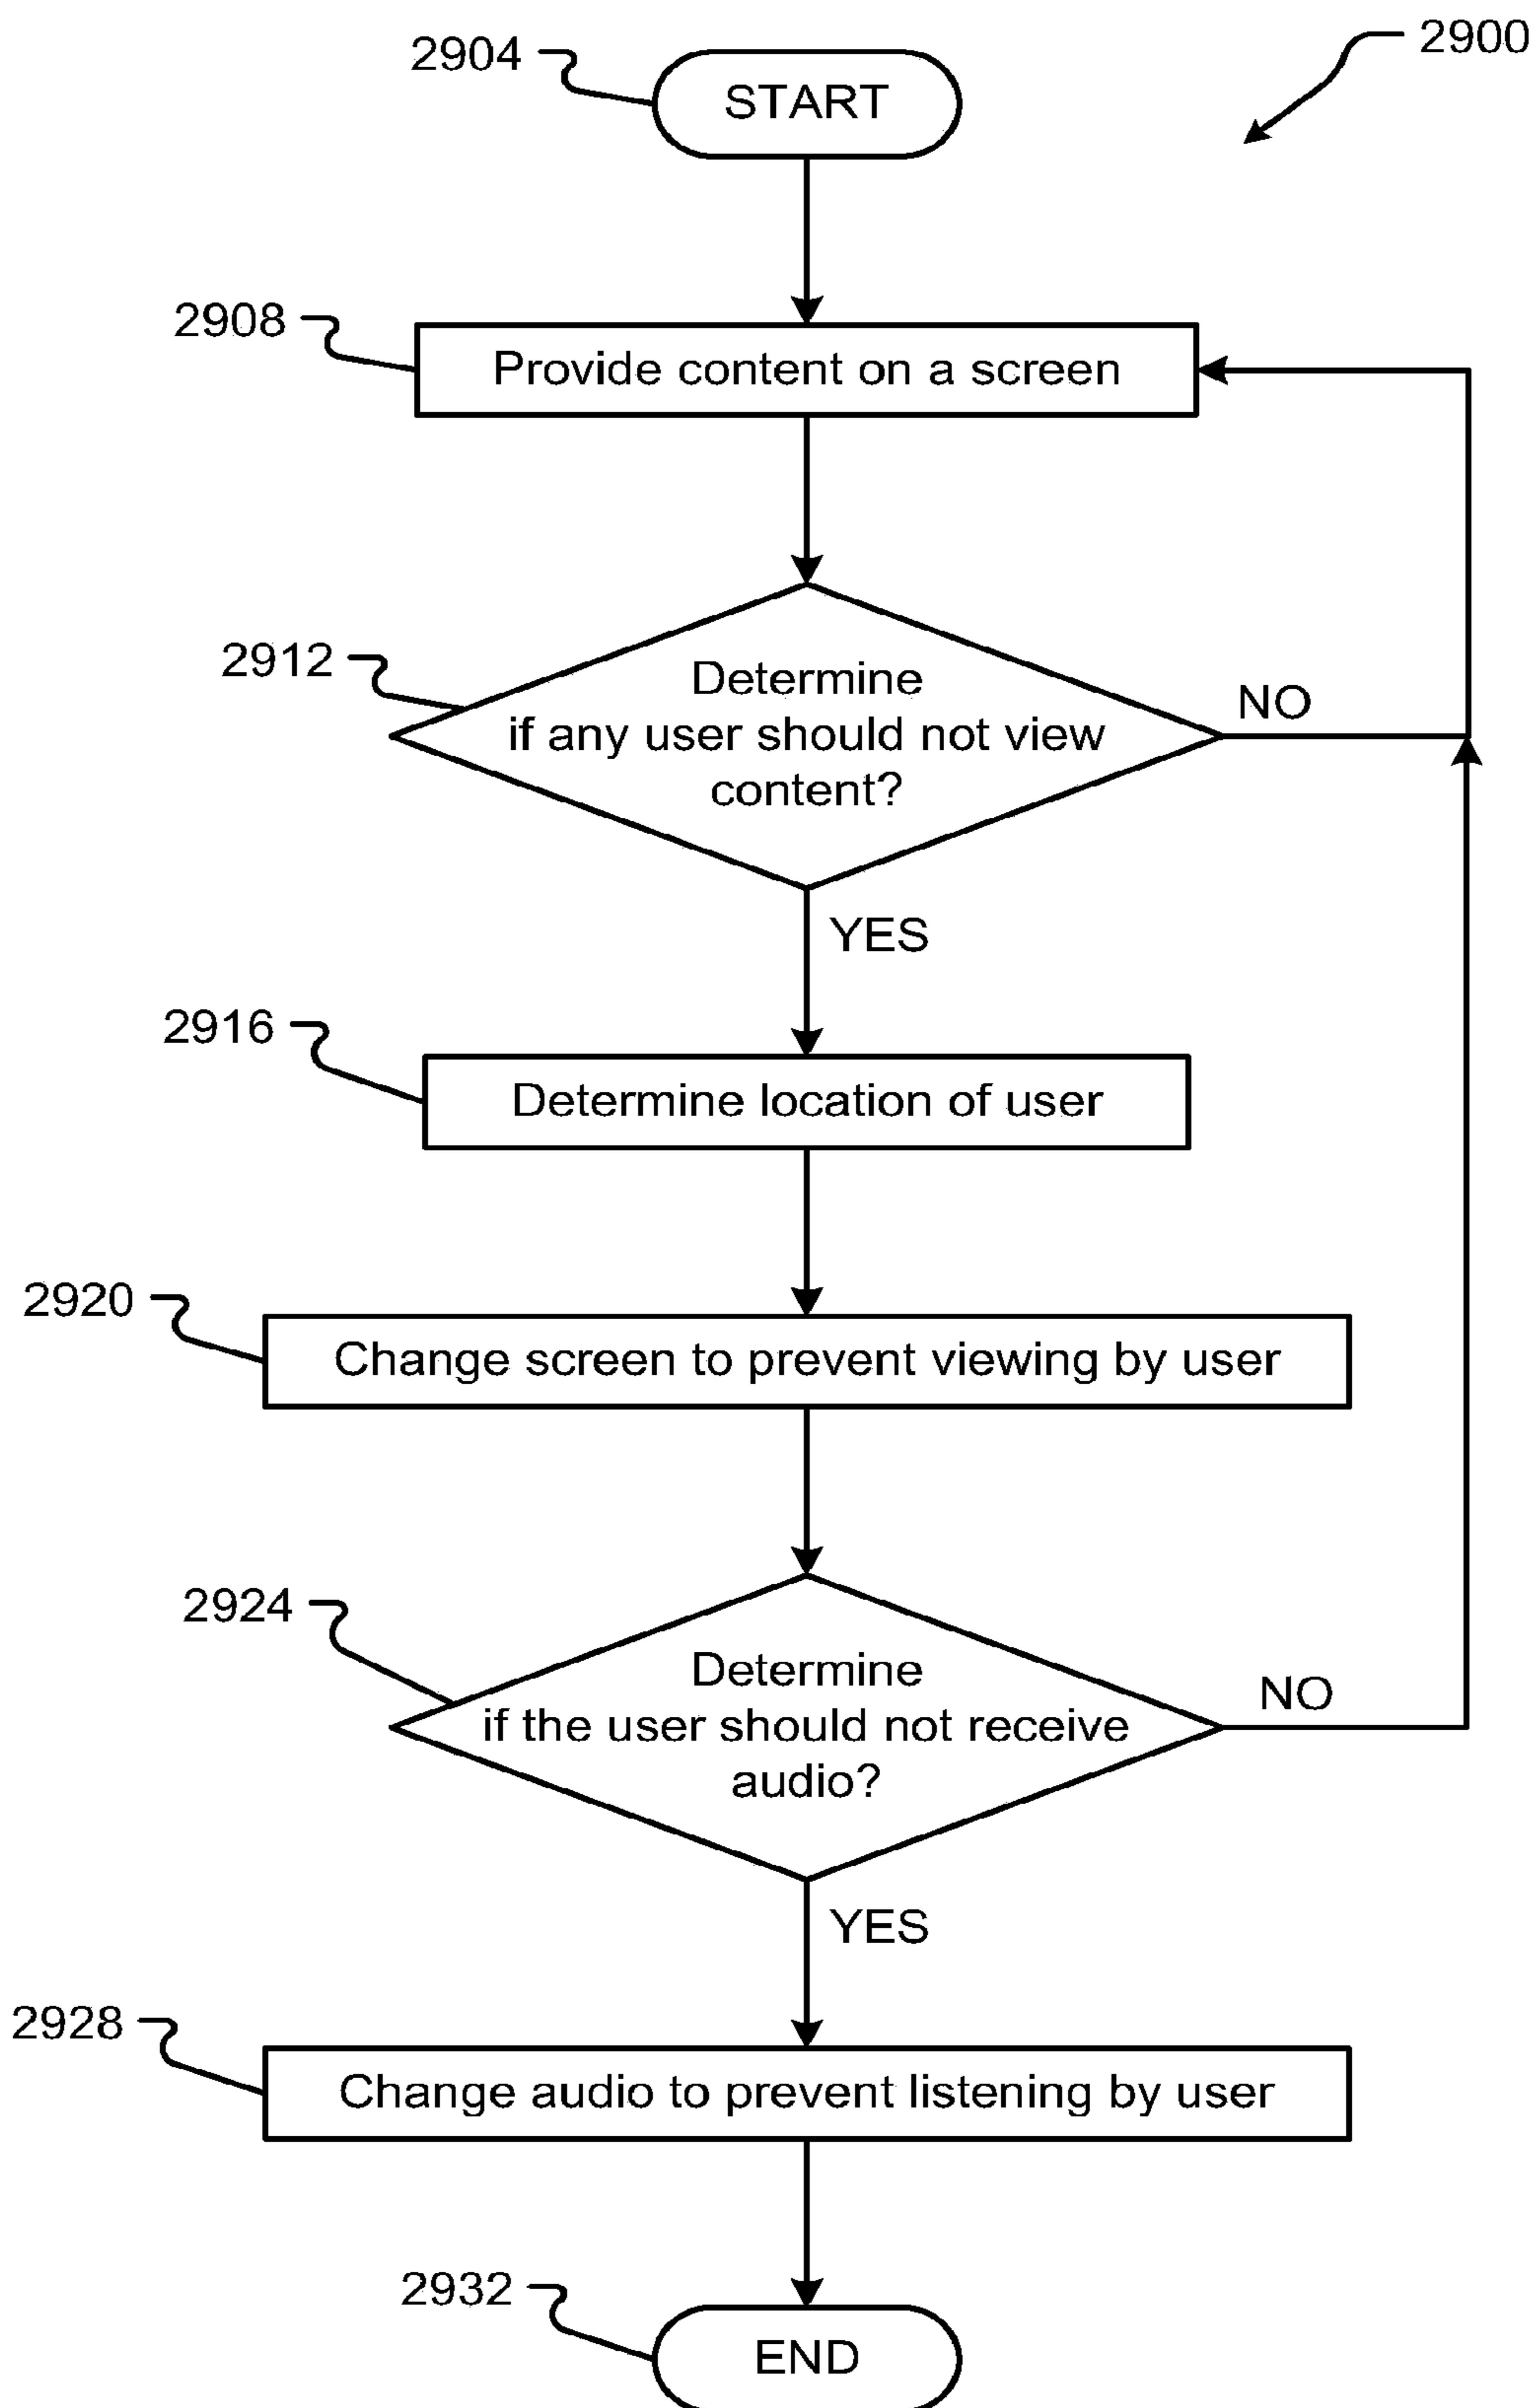 2900
2904
START
2908
Provide content on a screen
2912
Determine
if any user should not view
content?
NO
YES
2916
Determine location of user
2920
Change screen to prevent viewing by user
2924
Determine
if the user should not receive
audio?
NO
YES
2928
Change audio to prevent listening by user
2932
END